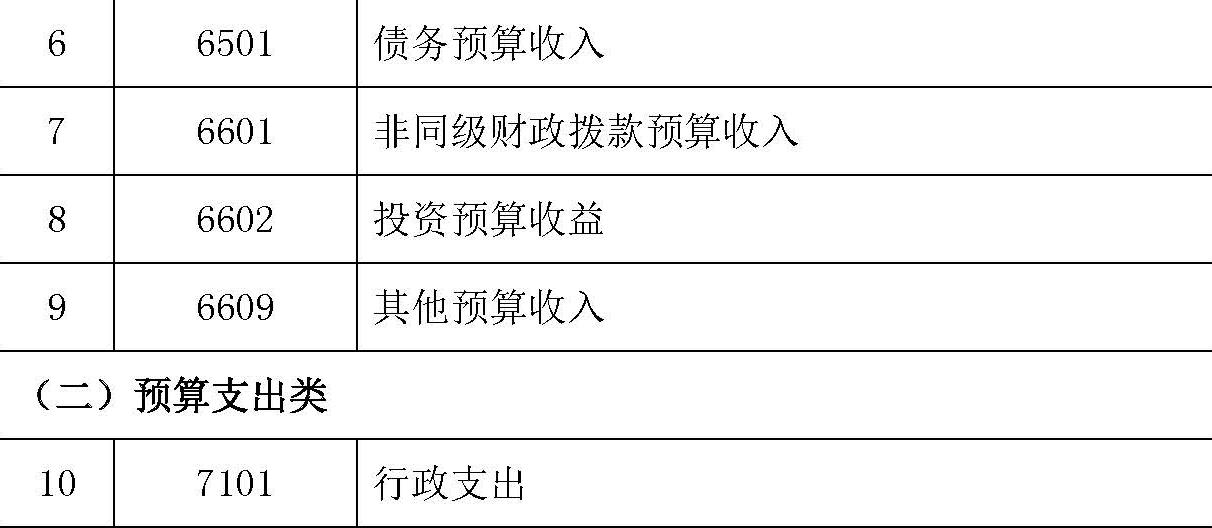 6 6501 债务预算收入
7 6601 非同级财政拨款预算收入
8 6602 投资预算收益
9 6609 其他预算收入
（二）预算支出类
10 7101 行政支出